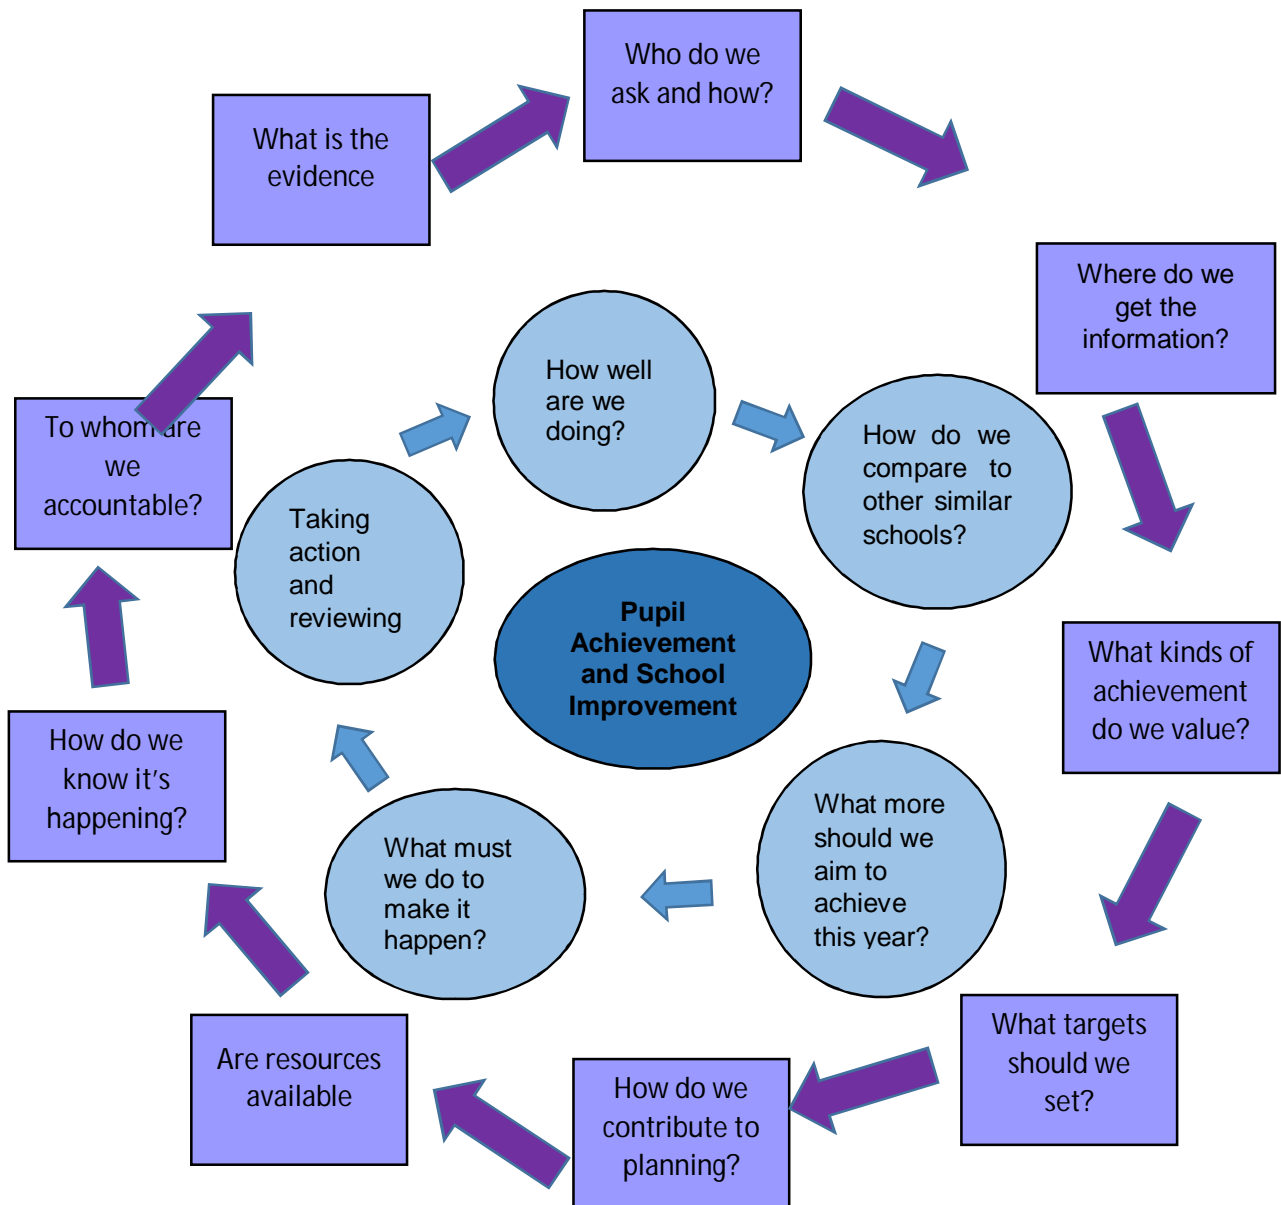 Who do we
ask and how?
What is the
evidence
Where do we
get the
information?
How well
are we
doing?
How do we
compare to
other similar
schools?
To whom are
we
accountable?
Taking
action
and
reviewing
Pupil
Achievement
and School
Improvement
What kinds of
achievement
do we value?
How do we
know it's
happening?
What must
we do to
make it
happen?
What more
should we
aim to
achieve
this year?
What targets
should we
set?
Are resources
available
How do we
contribute to
planning?